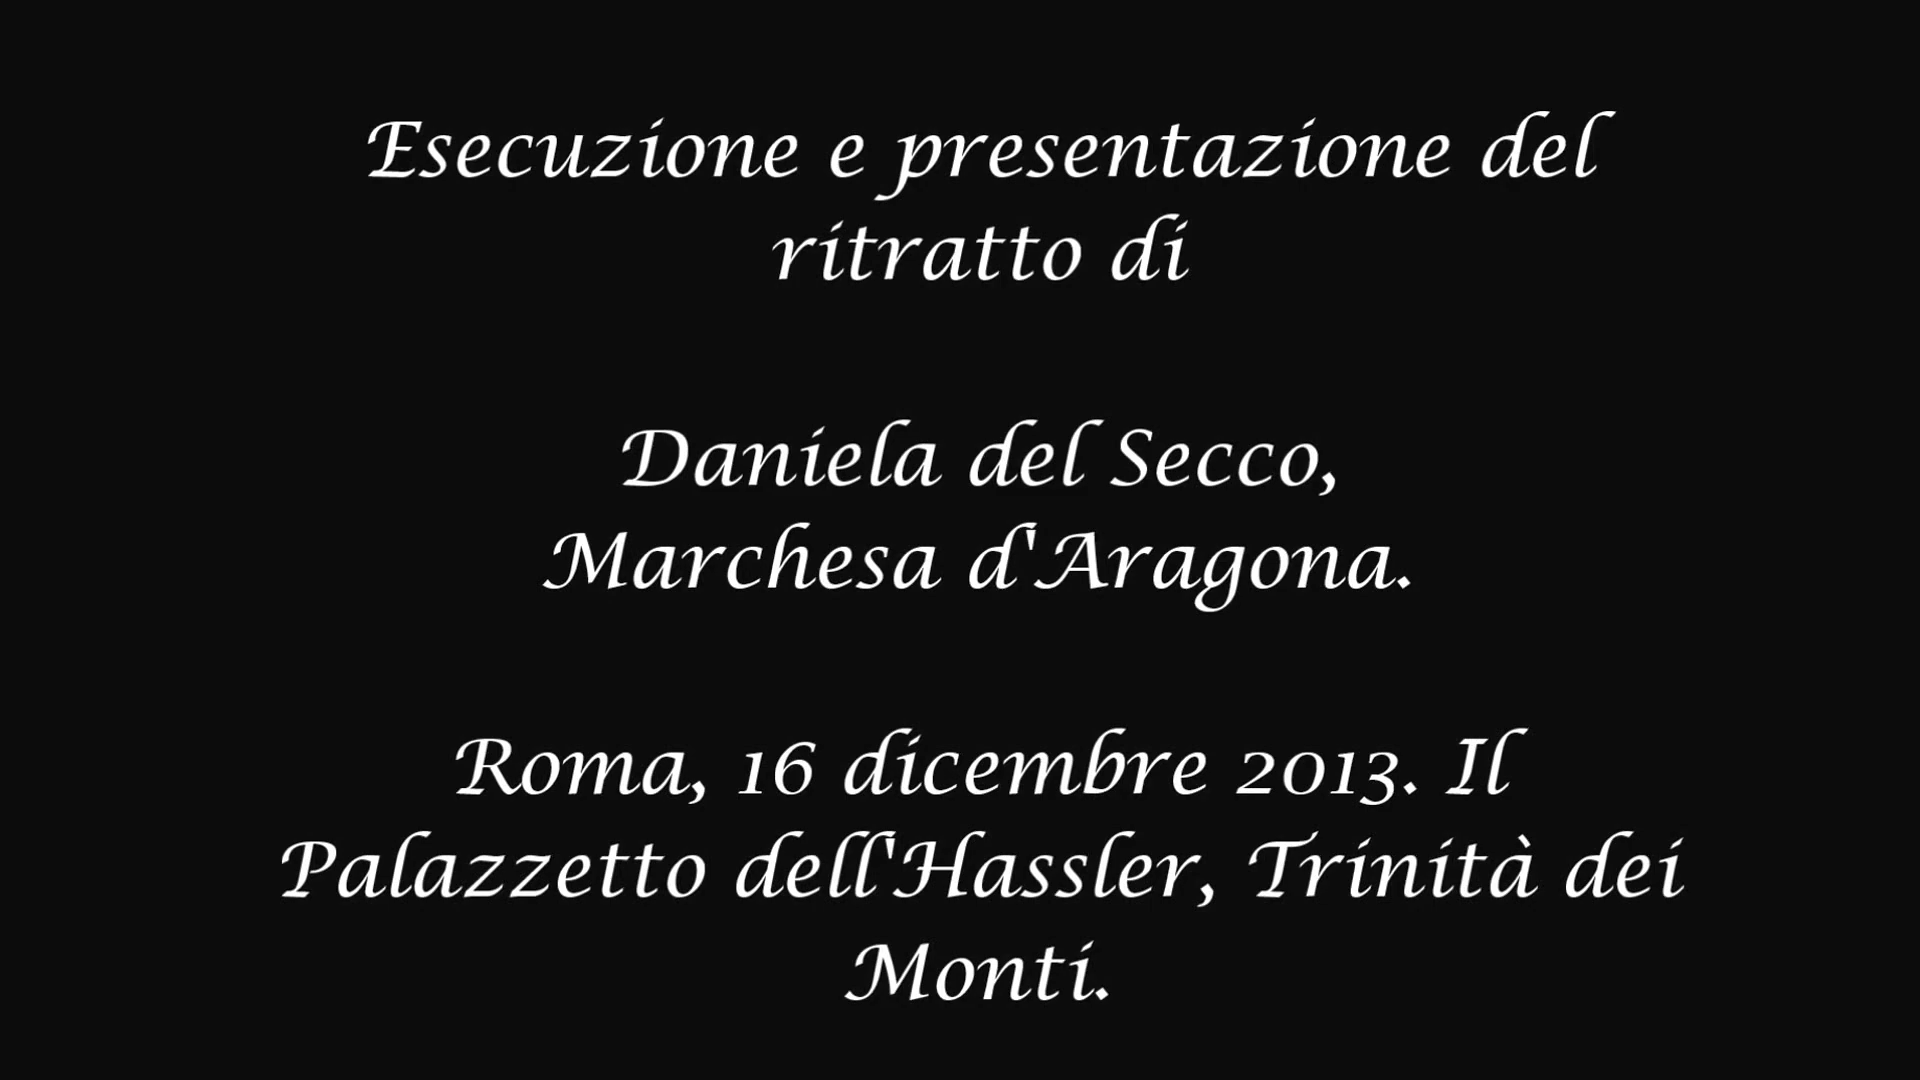 Esecuzione e presentazione del
ritratto di
Daniela del Secco,
Marchesa d'Aragona.
Roma, 16 dicembre 2013. Il
Palazzetto dell'Hassler, Trinità dei
Monti.